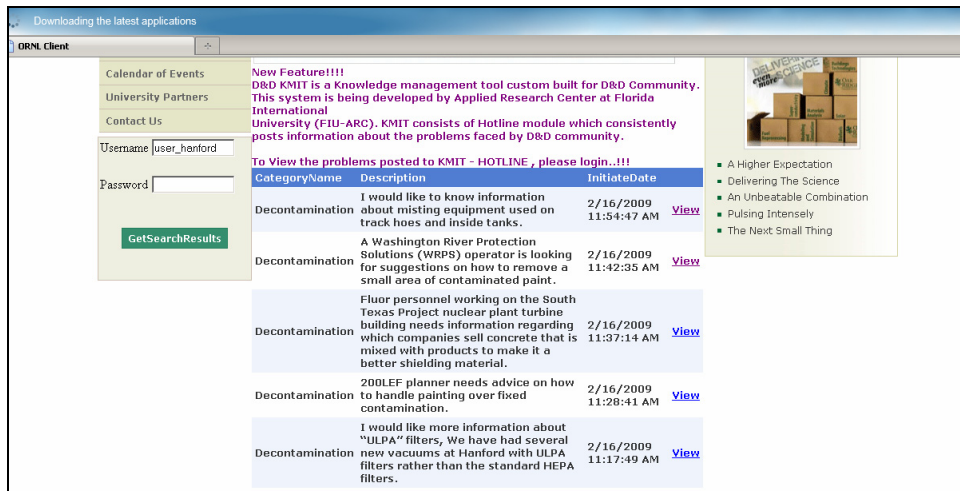 Downloading the latest applications
ORNL Client
Calendar of Events
University Partners
Contact Us
Username user_hanford
Password
GetSearchResults
New Feature!!!!
D&D KMIT is a Knowledge management tool custom built for D&D Community.
This system is being developed by Applied Research Center at Florida
International
University (FIU-ARC). KMIT consists of Hotline module which consistently
posts information about the problems faced by D&D community.
To View the problems posted to KMIT - HOTLINE , please login..!!!
CategoryName Description InitiateDate
I would like to know information
Decontamination about misting equipment used on 2/16/2009 View
track hoes and inside tanks. 11:54:47 AM
A Washington River Protection
Solutions (WRPS) operator is looking 2/16/2009
Decontamination for suggestions on how to remove a 11:42:35 AM View
small area of contaminated paint.
Fluor personnel working on the South
Texas Project nuclear plant turbine
Decontamination building needs information regarding 2/16/2009 View
which companies sell concrete that is 11:37:14 AM
mixed with products to make it a
better shielding material.
200LEF planner needs advice on how 2/16/2009
Decontamination to handle painting over fixed 11:28:41 AM View
contamination.
I would like more information about
“ULPA” filters, We have had several 2/16/2009
Decontamination new vacuums at Hanford with ULPA 11:17:49 AM View
filters rather than the standard HEPA
filters.
DELIVERING
even
more SCIENCE
A Higher Expectation
Delivering The Science
An Unbeatable Combination
Pulsing Intensely
The Next Small Thing